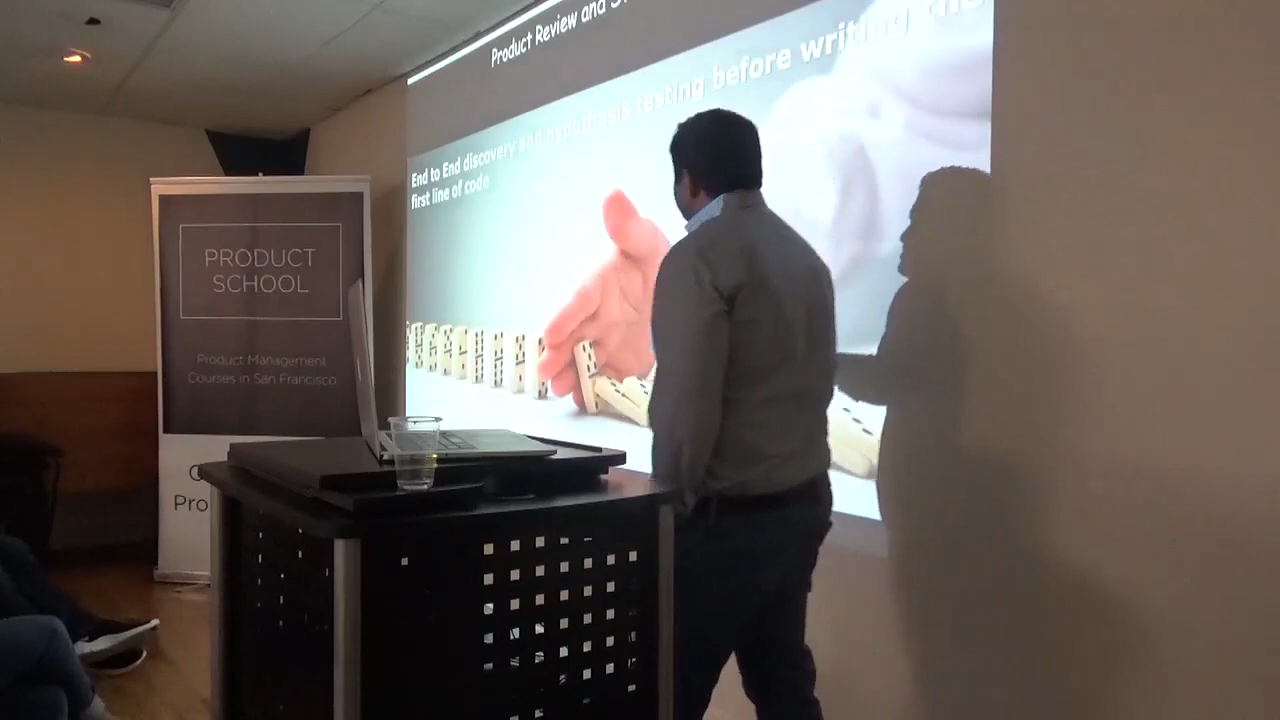 Product Review and
End to End discovery and hypothesis testing before writing the
first line of code
PRODUCT
SCHOOL
Product Management
Courses in San Francisco
Pro